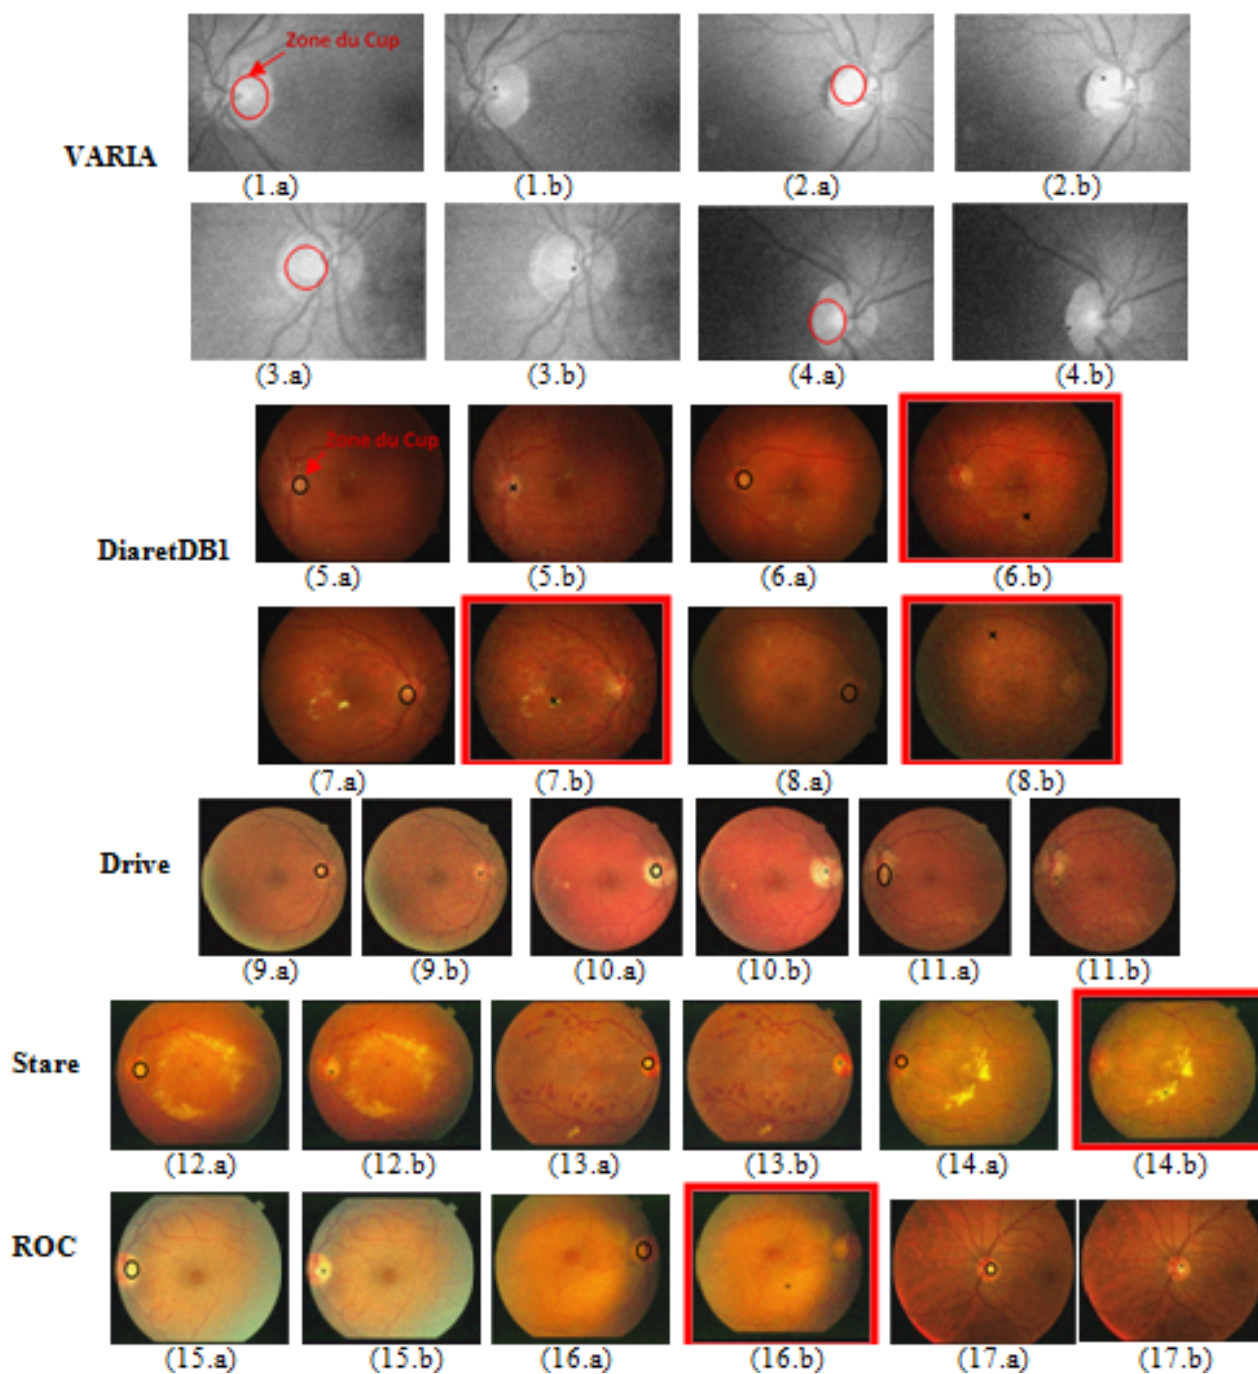 Zone du Cup
VARIA
(1.a) (1.b) (2.a) (2.b)
(3.a) (3.b) (4.a) (4.b)
Zone du Cup
DiaretDB1
(5.a) (5.b) (6.a) (6.b)
(7.a) (7.b) (8.a) (8.b)
Drive
(9.a) (9.b) (10.a) (10.b) (11.a) (11.b)
Stare
(12.a) (12.b) (13.a) (13.b) (14.a) (14.b)
ROC
(15.a) (15.b) (16.a) (16.b) (17.a) (17.b)